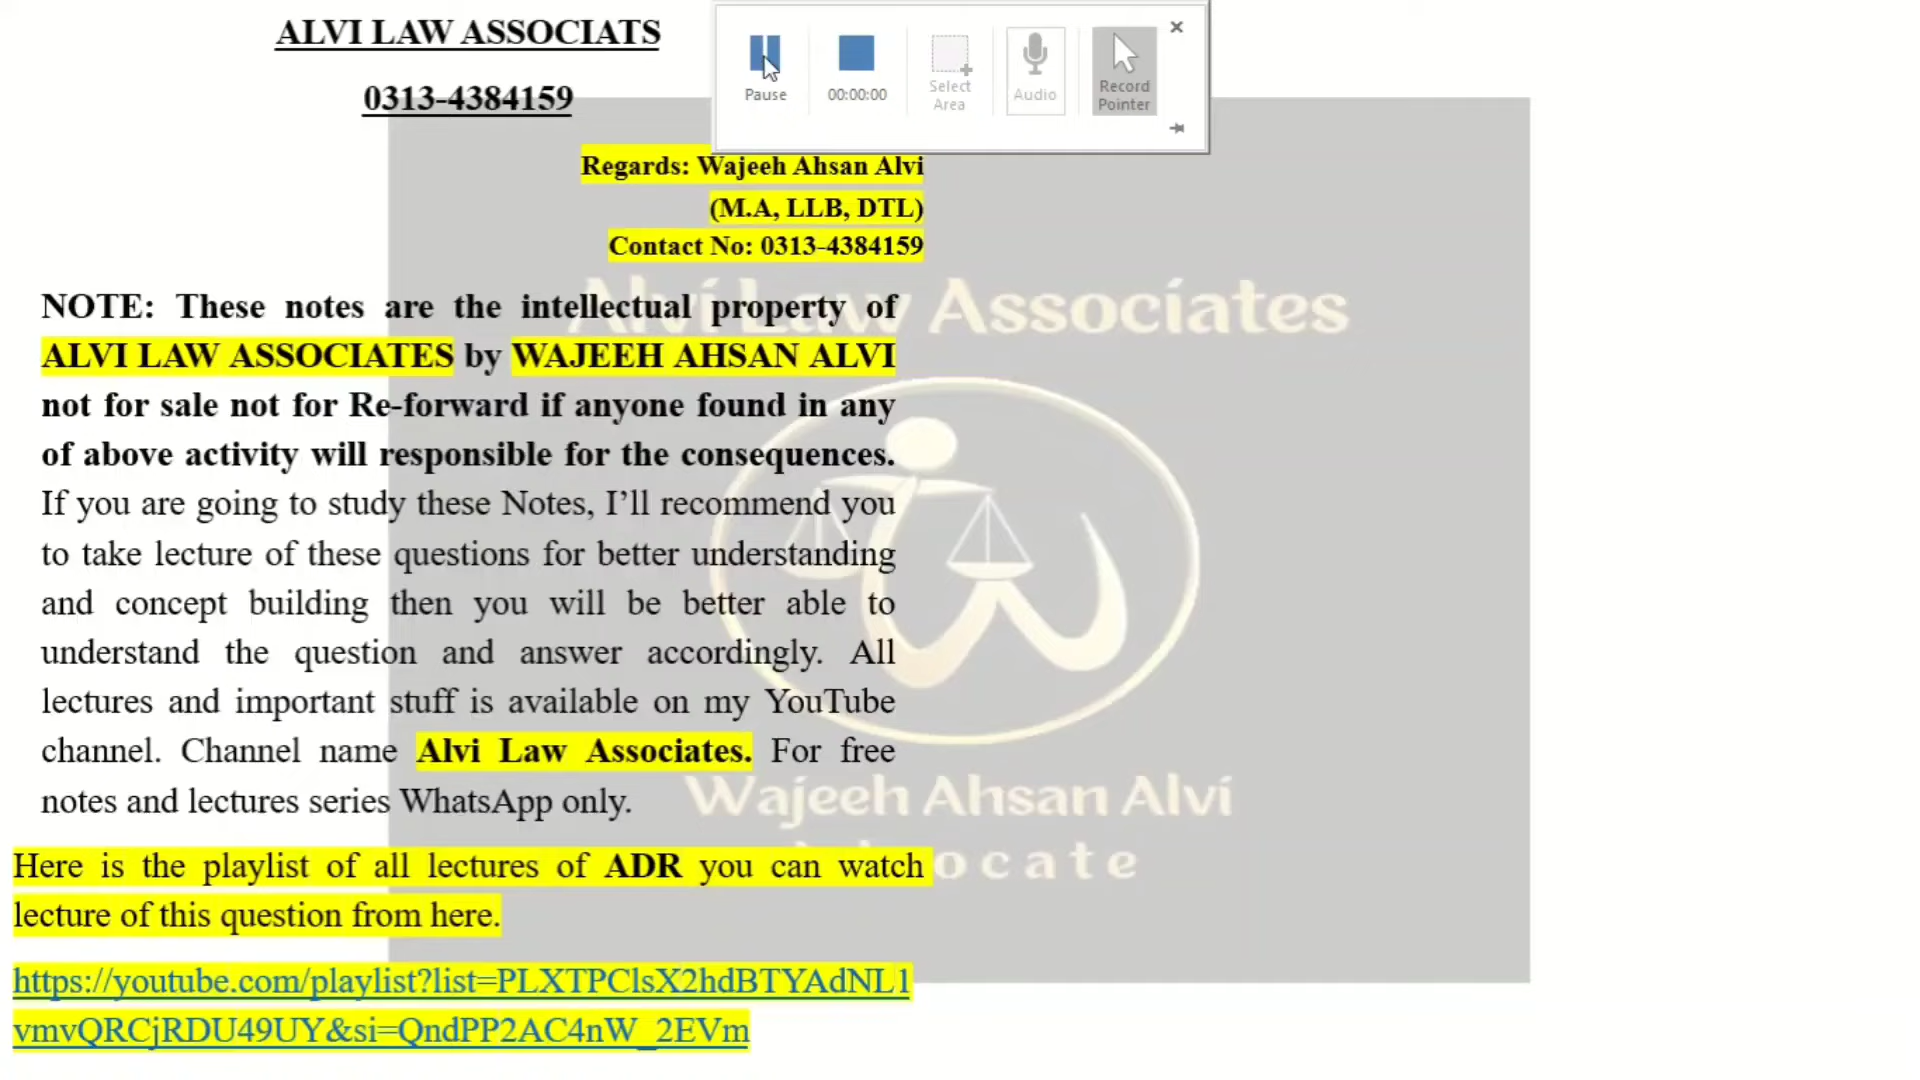 ALVI LAW ASSOCIATS
0313-4384159
Pause
00:00:00
Select
Area
Audio
Record
Pointer
Regards: Wajeeh Ahsan Alvi
(M.A, LLB, DTL)
Contact No: 0313-4384159
Alvi Law Associates
NOTE: These notes are the intellectual property of
ALVI LAW ASSOCIATES by WAJEEH AHSAN ALVI
not for sale not for Re-forward if anyone found in any
of above activity will responsible for the consequences.
If you are going to study these Notes, I’ll recommend you
to take lecture of these questions for better understanding
and concept building then you will be better able to
understand the question and answer accordingly. All
lectures and important stuff is available on my YouTube
channel. Channel name Alvi Law Associates. For free
notes and lectures series WhatsApp only.
Wajeeh Ahsan Alvi
Here is the playlist of all lectures of ADR you can watch
lecture of this question from here.
https://youtube.com/playlist?list=PLXTPClsX2hdBTYAdNL1
vmvQRCjRDU49UY&si=QndPP2AC4nW_2EVm